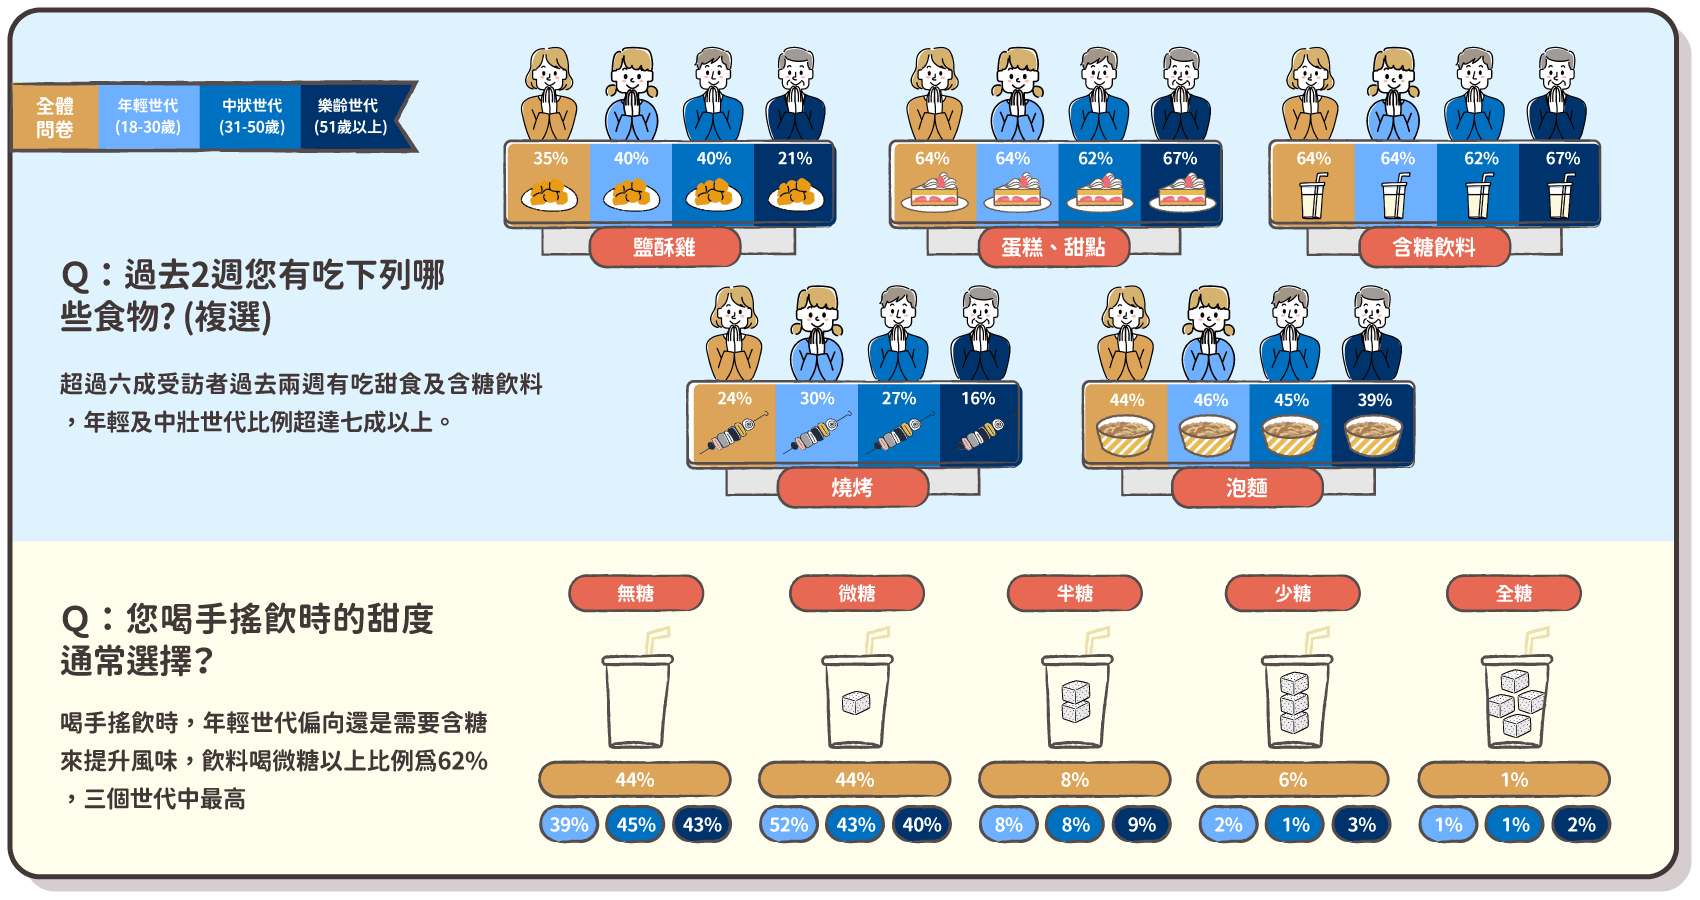 全體
問卷
年輕世代
(18-30歲)
中狀世代
(31-50歲)
樂齡世代
(51歲以上)
Q：過去2週您有吃下列哪
些食物? (複選)
超過六成受訪者過去兩週有吃甜食及含糖飲料
，年輕及中壯世代比例超達七成以上。
35% 40% 40% 21%
鹽酥雞
64% 64% 62% 67%
蛋糕、甜點
64% 64% 62% 67%
含糖飲料
24% 30% 27% 16%
燒烤
44% 46% 45% 39%
泡麵
Q：您喝手搖飲時的甜度
通常選擇？
喝手搖飲時，年輕世代偏向還是需要含糖
來提升風味，飲料喝微糖以上比例爲62%
，三個世代中最高
無糖
44%
39% 45% 43%
微糖
44%
52% 43% 40%
半糖
8%
8% 8% 9%
少糖
6%
2% 1% 3%
全糖
1%
1% 1% 2%